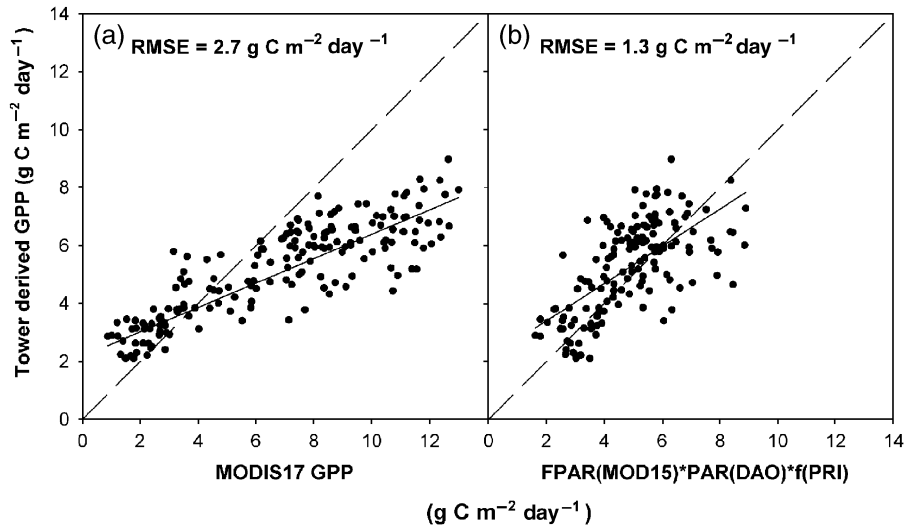 (a) RMSE = 2.7 g C m⁻² day ⁻¹
(b) RMSE = 1.3 g C m⁻² day ⁻¹
Tower derived GPP (g C m⁻² day⁻¹)
14
12
10
8
6
4
2
0
0 2 4 6 8 10 12
0 2 4 6 8 10 12 14
MODIS17 GPP
FPAR(MOD15)*PAR(DAO)*f(PRI)
(g C m⁻² day⁻¹)